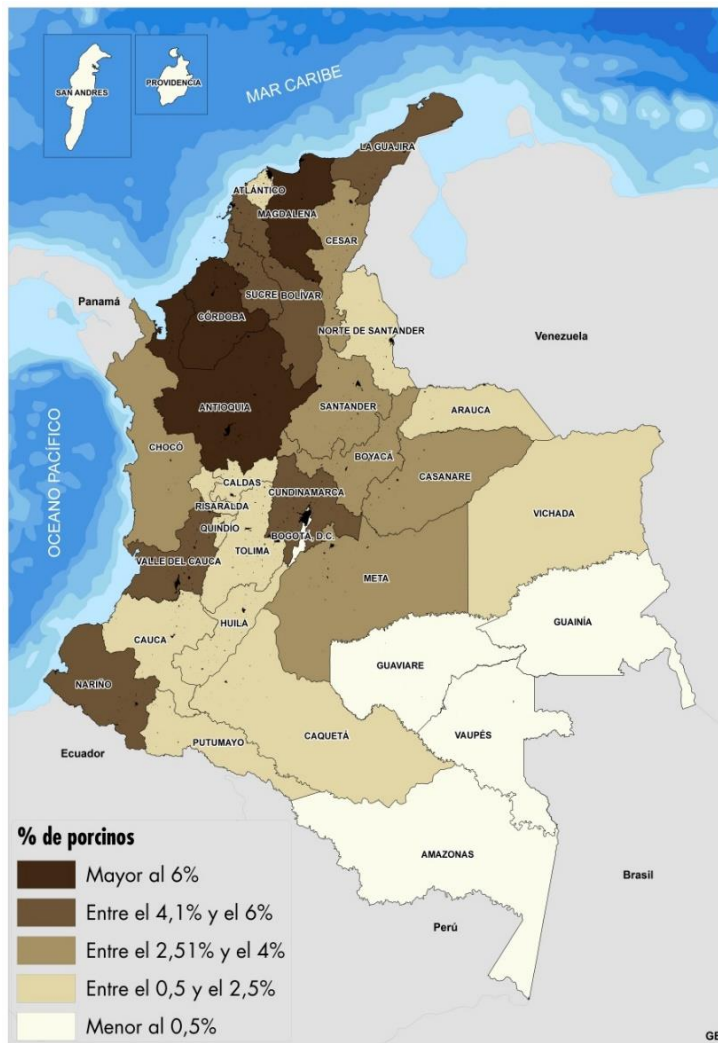 SAN ANDRES
PROVIDENCIA
MAR CARIBE
LA GUAJIRA
ATLÁNTICO
MAGDALENA
CESAR
SUCRE
BOLÍVAR
CÓRDOBA
Panamá
NORTE DE SANTANDER
Venezuela
ANTIOQUIA
SANTANDER
ARAUCA
CHOCÓ
BOYACÁ
CASANARE
OCEANO PACÍFICO
CALDAS
CUNDINAMARCA
RISARALDA
VICHADA
QUINDÍO
BOGOTÁ, D.C.
TOLIMA
VALLE DEL CAUCA
META
GUAINÍA
HUILA
CAUCA
GUAVIARE
NARIÑO
VAUPÉS
CAQUETÁ
PUTUMAYO
Ecuador
AMAZONAS
Brasil
Perú
% de porcinos
Mayor al 6%
Entre el 4,1% y el 6%
Entre el 2,51% y el 4%
Entre el 0,5 y el 2,5%
Menor al 0,5%
GE